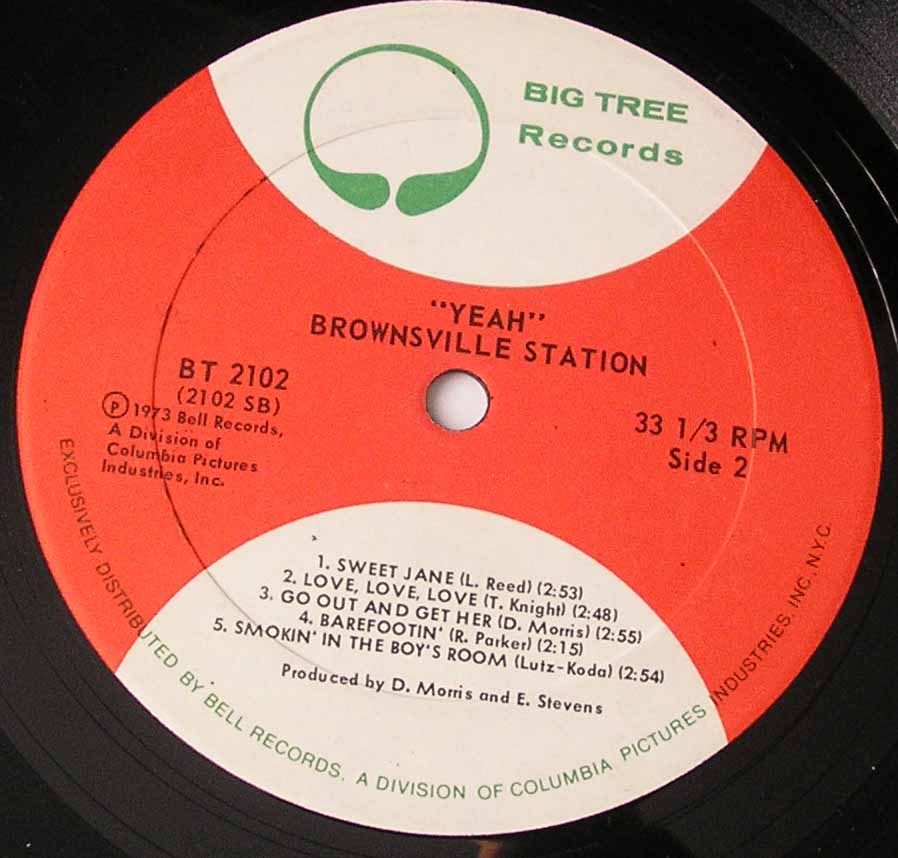 BIG TREE
Records
"YEAH"
BROWNSVILLE STATION
BT 2102
(2102 SB)
Ⓟ 1973 Bell Records,
A Division of
Columbia Pictures
Industries, Inc.
33 1/3 RPM
Side 2
1. SWEET JANE (L. Reed) (2:53)
2. LOVE, LOVE, LOVE (T. Knight) (2:48)
3. GO OUT AND GET HER (D. Morris) (2:55)
4. BAREFOOTIN' (R. Parker) (2:15)
5. SMOKIN' IN THE BOY'S ROOM (Lutz-Koda) (2:54)
Produced by D. Morris and E. Stevens
EXCLUSIVELY DISTRIBUTED BY BELL RECORDS, A DIVISION OF COLUMBIA PICTURES INDUSTRIES, INC. N.Y.C.